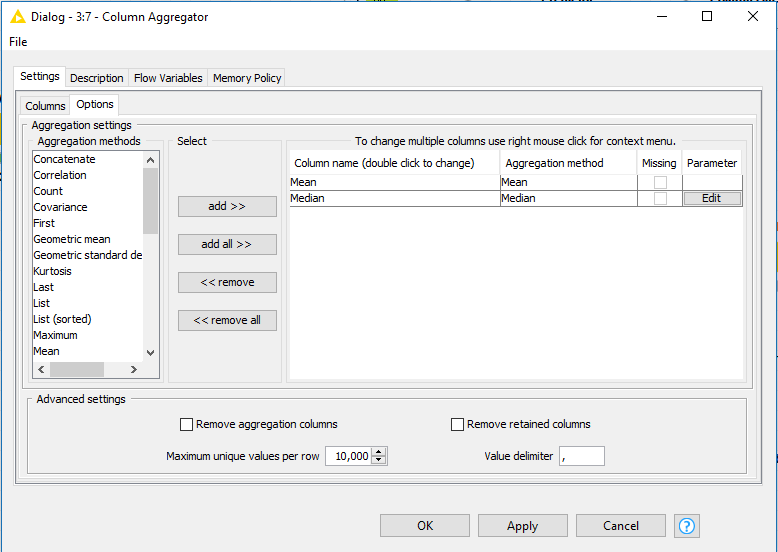 Dialog - 3:7 - Column Aggregator
File
Settings Description Flow Variables Memory Policy
Columns Options
Aggregation settings
Aggregation methods
Concatenate
Correlation
Count
Covariance
First
Geometric mean
Geometric standard de
Kurtosis
Last
List
List (sorted)
Maximum
Mean
Select
add >>
add all >>
<< remove
<< remove all
To change multiple columns use right mouse click for context menu.
Column name (double click to change) Aggregation method Missing Parameter
Mean Mean
Median Median Edit
Advanced settings
Remove aggregation columns Remove retained columns
Maximum unique values per row 10,000 Value delimiter ,
OK Apply Cancel ?